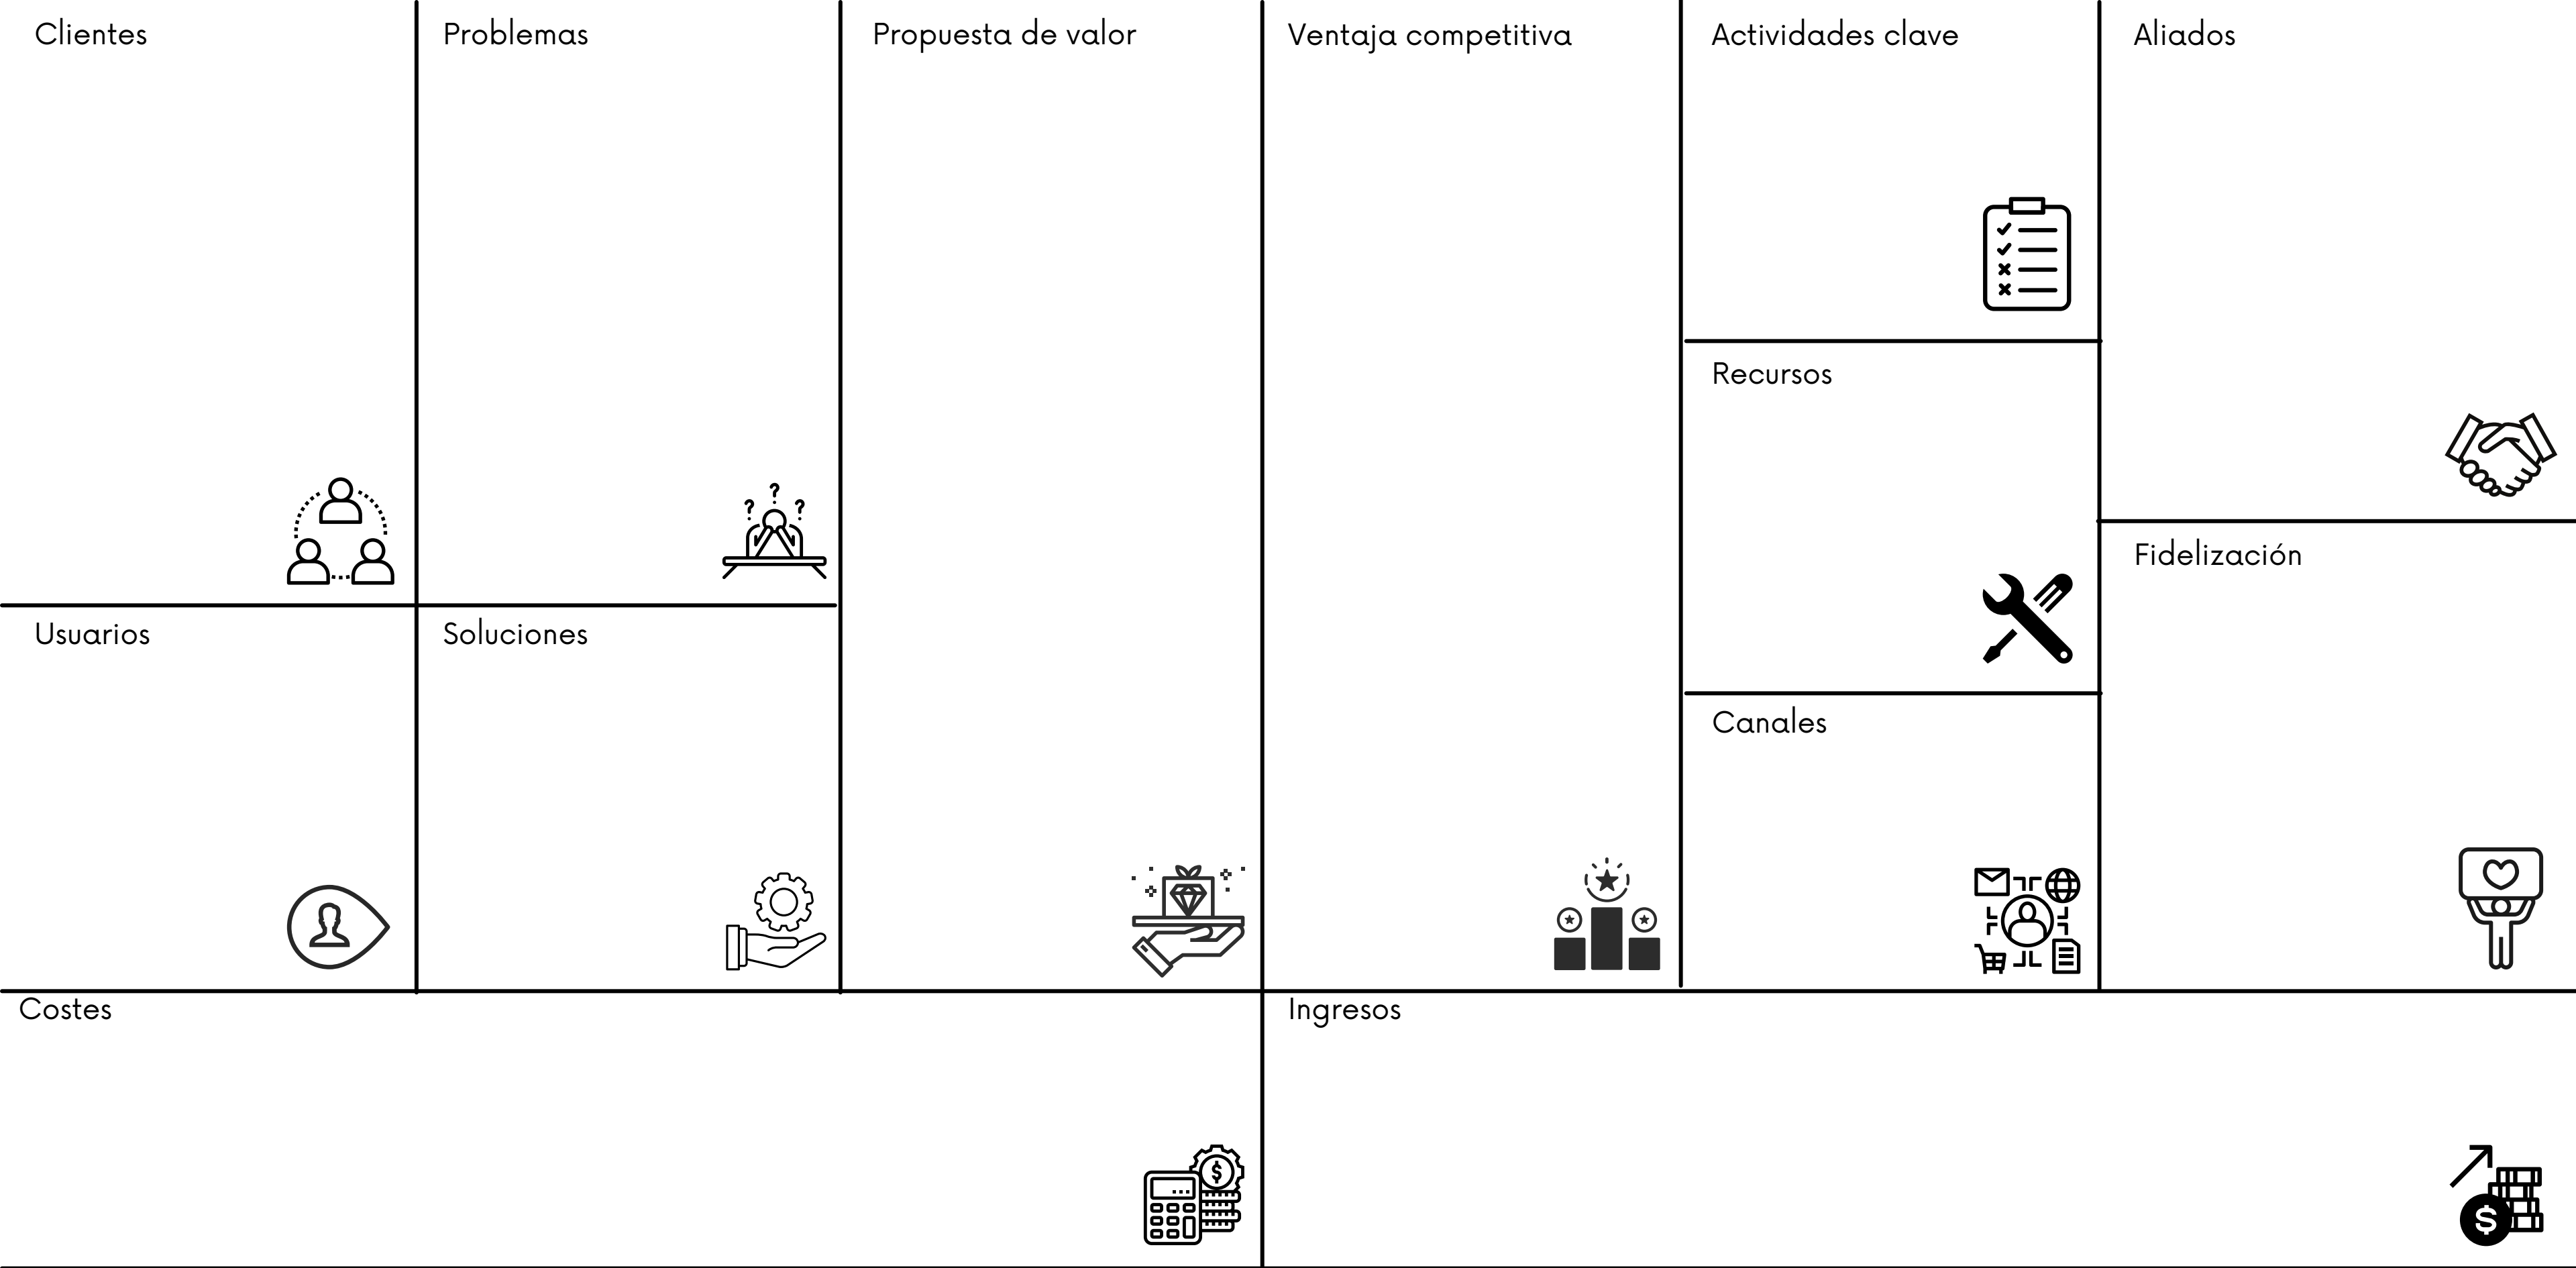 Clientes
Problemas
Propuesta de valor
Ventaja competitiva
Actividades clave
Aliados
Recursos
Fidelización
Usuarios
Soluciones
Canales
Costes
Ingresos